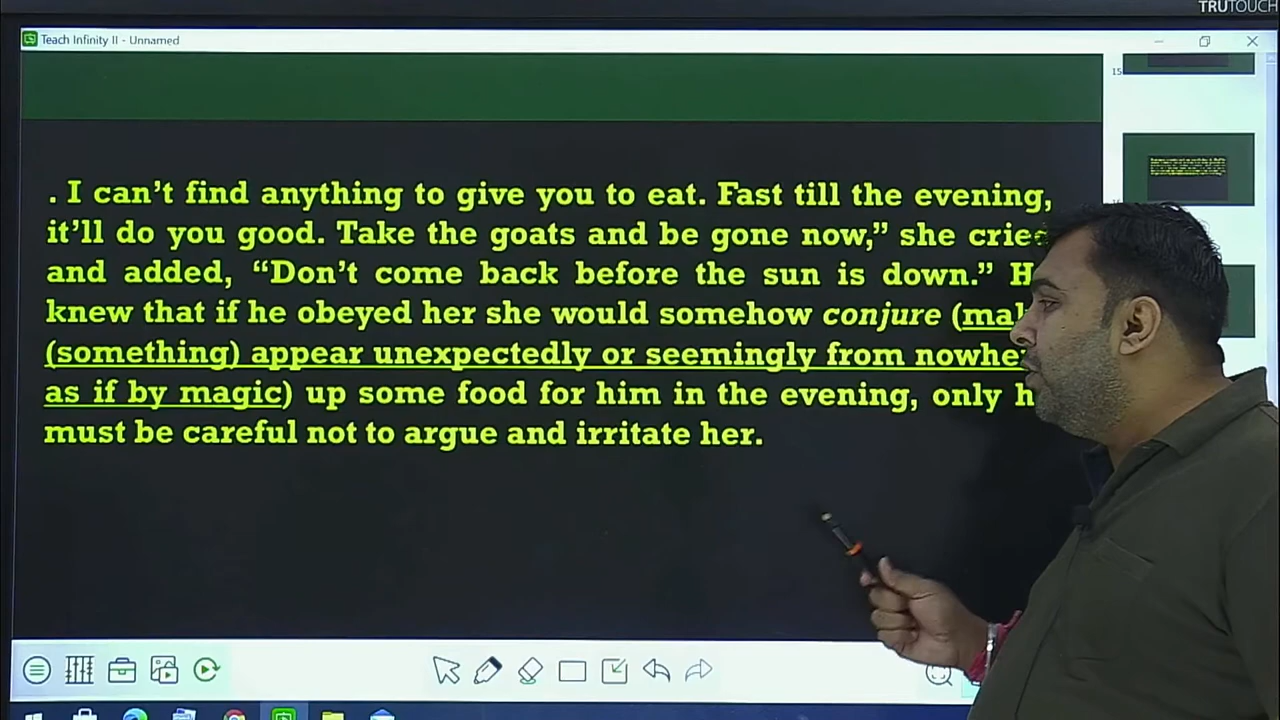 TRUTOUCH
Teach Infinity II - Unnamed
15
. I can’t find anything to give you to eat. Fast till the evening,
it’ll do you good. Take the goats and be gone now,” she cried
and added, “Don’t come back before the sun is down.”
knew that if he obeyed her she would somehow conjure
(something) appear unexpectedly or seemingly from
as if by magic) up some food for him in the evening, only
must be careful not to argue and irritate her.